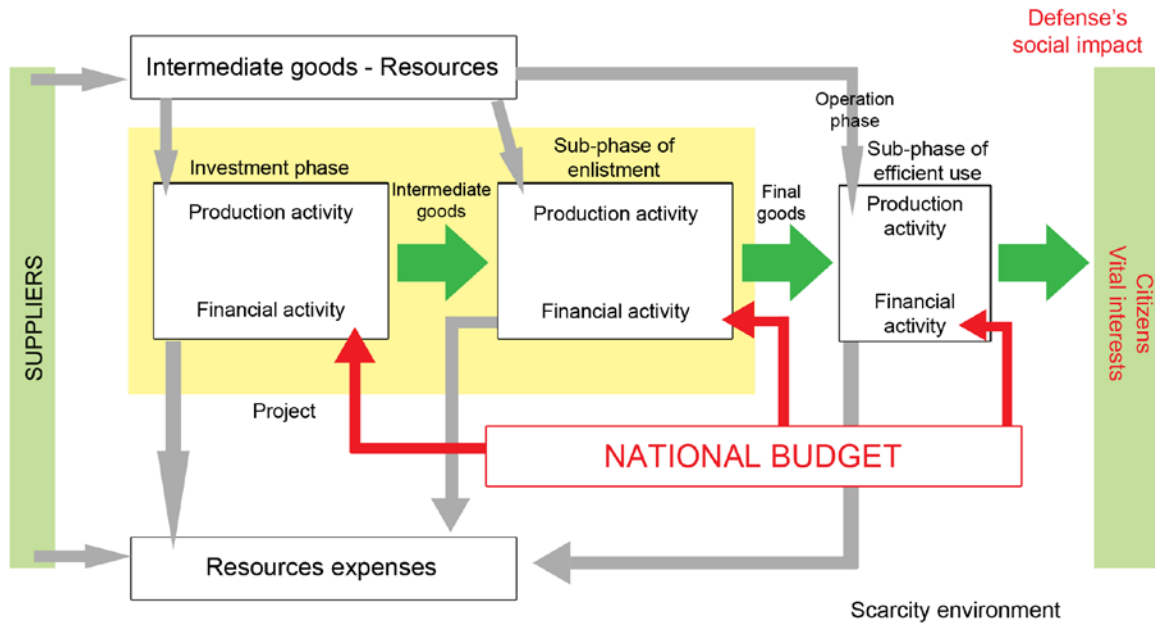 Defense's
social impact
Intermediate goods - Resources
Operation
phase
Investment phase
Sub-phase of
enlistment
Sub-phase of
efficient use
Intermediate
goods
Final
goods
Production activity
Financial activity
Production activity
Financial activity
Production
activity
Financial
activity
SUPPLIERS
Citizens
Vital interests
Project
NATIONAL BUDGET
Resources expenses
Scarcity environment